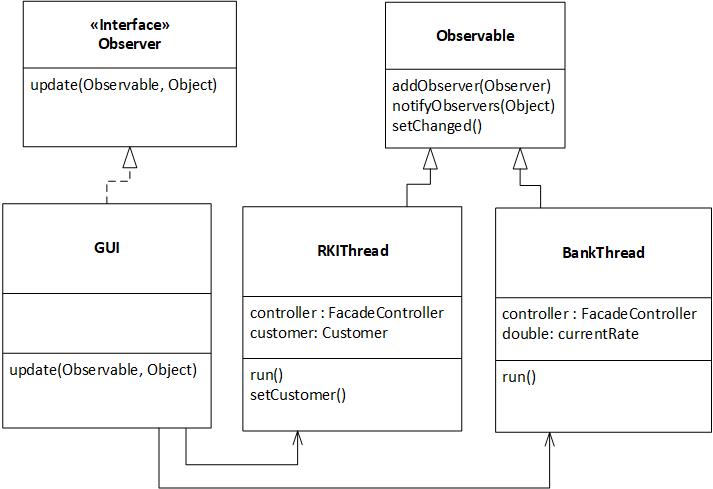 «Interface»
Observer
update(Observable, Object)
Observable
addObserver(Observer)
notifyObservers(Object)
setChanged()
GUI
update(Observable, Object)
RKIThread
controller : FacadeController
customer: Customer
run()
setCustomer()
BankThread
controller : FacadeController
double: currentRate
run()